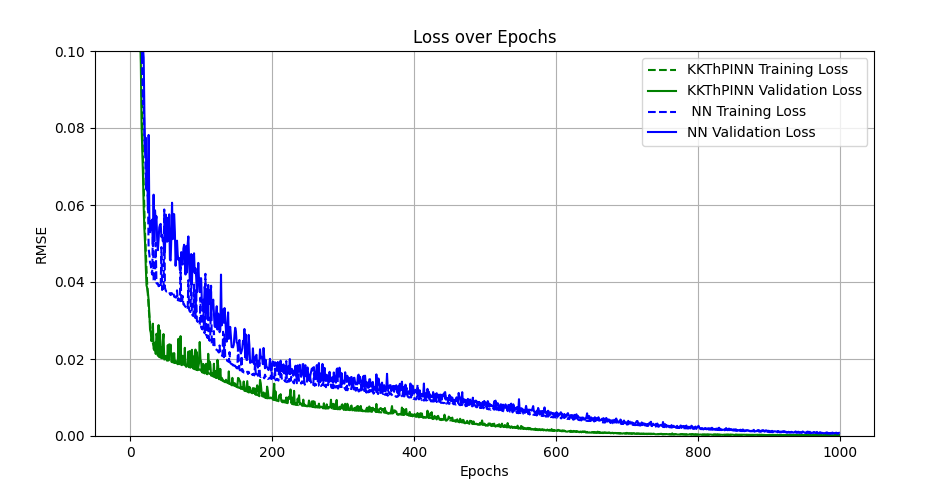 Loss over Epochs
0.10
0.08
0.06
0.04
0.02
0.00
RMSE
KKThPINN Training Loss
KKThPINN Validation Loss
NN Training Loss
NN Validation Loss
0 200 400 600 800 1000
Epochs